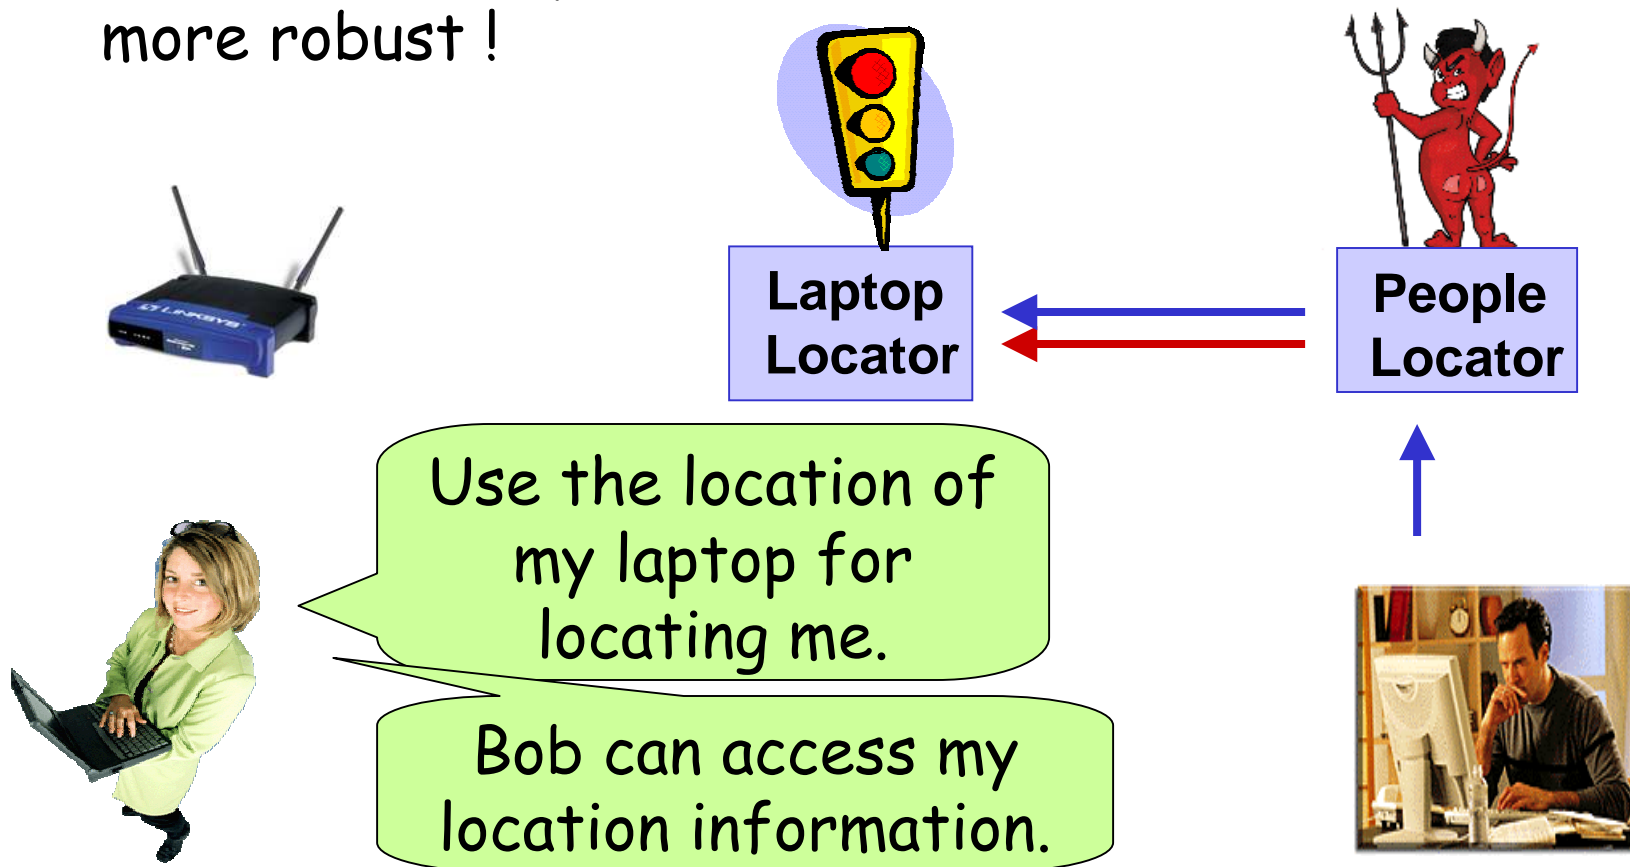 more robust !
LINKSYS
Laptop
Locator
People
Locator
Use the location of
my laptop for
locating me.
Bob can access my
location information.